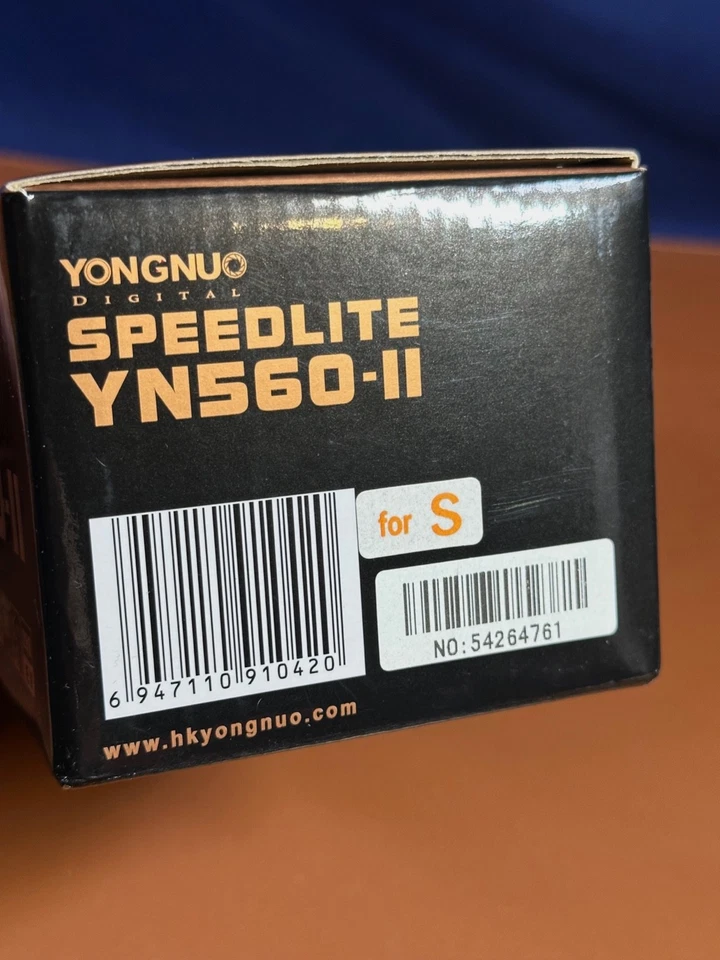 YONGNUO
DIGITAL
SPEEDLITE
YN560-II
for S
6 947110 910420
NO:54264761
www.hkyongnuo.com